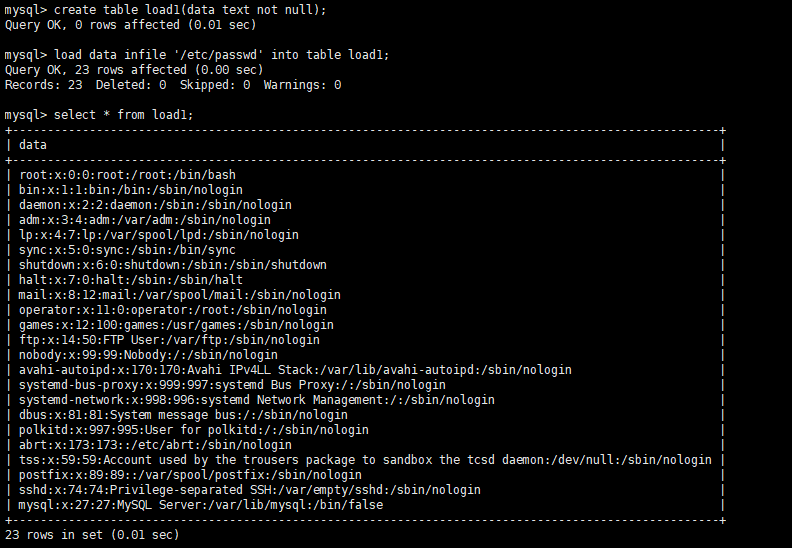 mysql> create table load1(data text not null);
Query OK, 0 rows affected (0.01 sec)
mysql> load data infile '/etc/passwd' into table load1;
Query OK, 23 rows affected (0.00 sec)
Records: 23  Deleted: 0  Skipped: 0  Warnings: 0
mysql> select * from load1;
+----------------------------------------------------------------------------------------------------+
| data                                                                                               |
+----------------------------------------------------------------------------------------------------+
| root:x:0:0:root:/root:/bin/bash                                                                    |
| bin:x:1:1:bin:/bin:/sbin/nologin                                                                   |
| daemon:x:2:2:daemon:/sbin:/sbin/nologin                                                            |
| adm:x:3:4:adm:/var/adm:/sbin/nologin                                                               |
| lp:x:4:7:lp:/var/spool/lpd:/sbin/nologin                                                           |
| sync:x:5:0:sync:/sbin:/bin/sync                                                                    |
| shutdown:x:6:0:shutdown:/sbin:/sbin/shutdown                                                       |
| halt:x:7:0:halt:/sbin:/sbin/halt                                                                   |
| mail:x:8:12:mail:/var/spool/mail:/sbin/nologin                                                     |
| operator:x:11:0:operator:/root:/sbin/nologin                                                       |
| games:x:12:100:games:/usr/games:/sbin/nologin                                                      |
| ftp:x:14:50:FTP User:/var/ftp:/sbin/nologin                                                        |
| nobody:x:99:99:Nobody:/:/sbin/nologin                                                              |
| avahi-autoipd:x:170:170:Avahi IPv4LL Stack:/var/lib/avahi-autoipd:/sbin/nologin                    |
| systemd-bus-proxy:x:999:997:systemd Bus Proxy:/:/sbin/nologin                                      |
| systemd-network:x:998:996:systemd Network Management:/:/sbin/nologin                               |
| dbus:x:81:81:System message bus:/:/sbin/nologin                                                    |
| polkitd:x:997:995:User for polkitd:/:/sbin/nologin                                                 |
| abrt:x:173:173::/etc/abrt:/sbin/nologin                                                            |
| tss:x:59:59:Account used by the trousers package to sandbox the tcsd daemon:/dev/null:/sbin/nologin |
| postfix:x:89:89::/var/spool/postfix:/sbin/nologin                                                  |
| sshd:x:74:74:Privilege-separated SSH:/var/empty/sshd:/sbin/nologin                                 |
| mysql:x:27:27:MySQL Server:/var/lib/mysql:/bin/false                                               |
+----------------------------------------------------------------------------------------------------+
23 rows in set (0.01 sec)